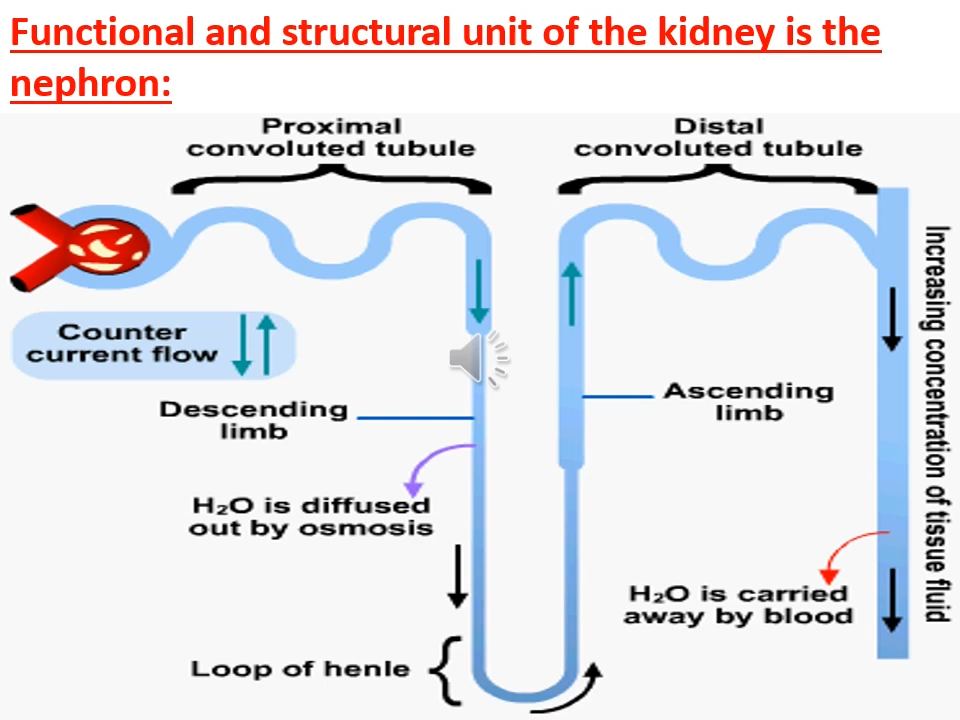 Functional and structural unit of the kidney is the
nephron:
Proximal
convoluted tubule
Distal
convoluted tubule
Counter
current flow
Descending
limb
Ascending
limb
H₂O is diffused
out by osmosis
H₂O is carried
away by blood
Loop of henle
Increasing concentration of tissue fluid